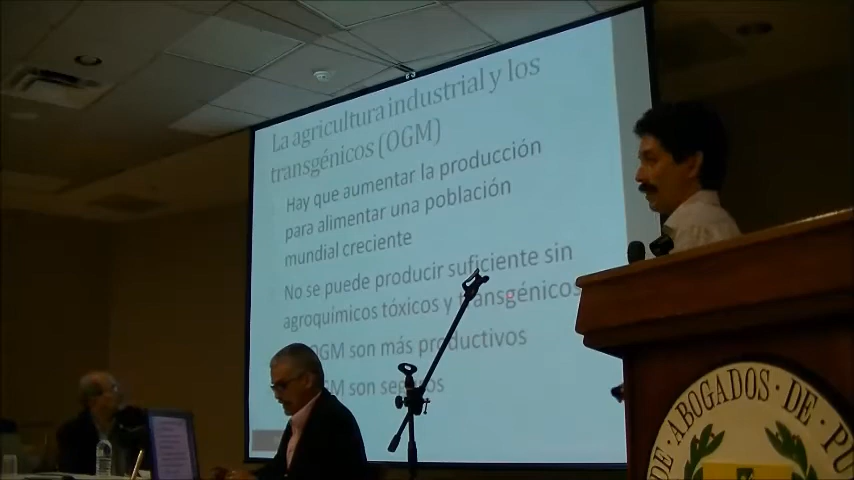 La agricultura industrial y los
transgénicos (OGM)
Hay que aumentar la producción
para alimentar una población
mundial creciente
No se puede producir suficiente sin
agroquímicos tóxicos y transgénicos
OGM son más productivos
DE ABOGADOS DE